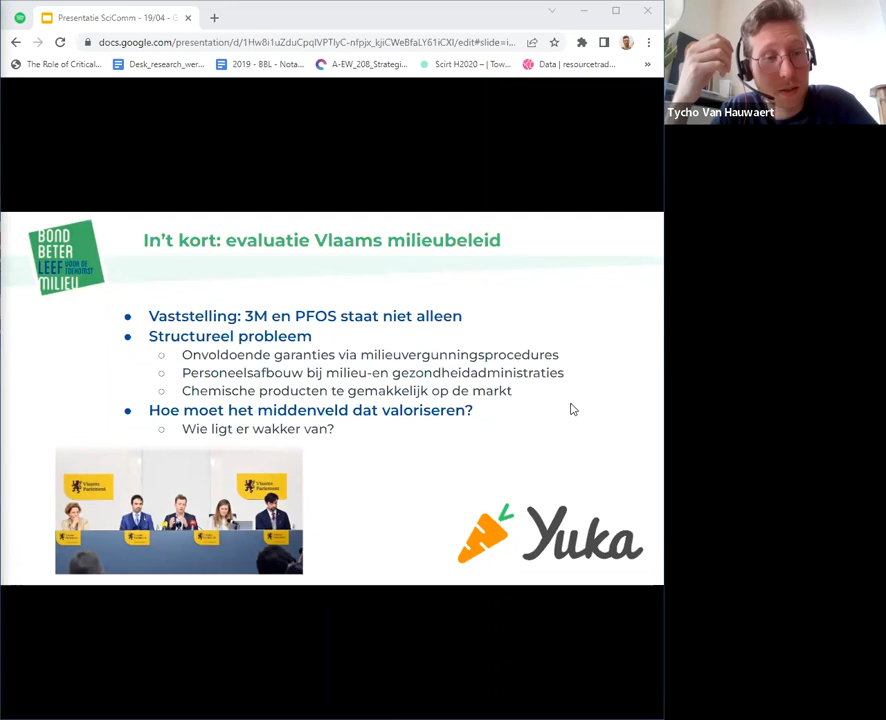 Presentatie SciComm - 19/04 - G
docs.google.com/presentation/d/1Hw8i1uZduCpqIVPTlyC-nfpjx_kjiCWeBfaLY61iCXI/edit#slide=i...
The Role of Critical...
Desk_research_wer...
2019 - BBL - Nota...
A-EW_208_Strategi...
Scirt H2020 – | Tow...
Data | resourcetrad...
»
Tycho Van Hauwaert
BOND
BETER
LEEF VOOR DE TOEKOMST
MILIEU
In't kort: evaluatie Vlaams milieubeleid
● Vaststelling: 3M en PFOS staat niet alleen
● Structureel probleem
○ Onvoldoende garanties via milieuvergunningsprocedures
○ Personeelsafbouw bij milieu-en gezondheidadministraties
○ Chemische producten te gemakkelijk op de markt
● Hoe moet het middenveld dat valoriseren?
○ Wie ligt er wakker van?
Vlaams Parlement
Vlaams Parlement
Yuka